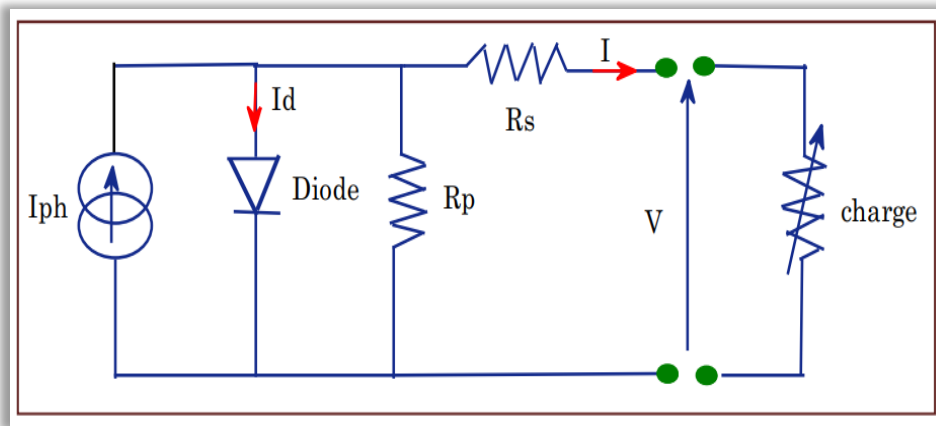 I
Id
Rs
Iph
Diode
Rp
V
charge